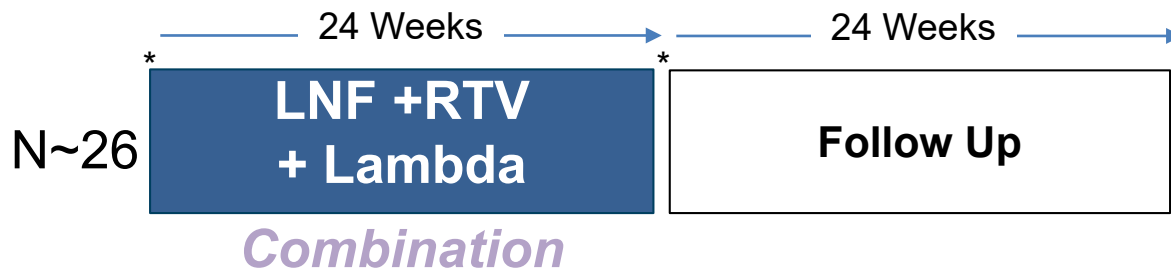 24 Weeks 24 Weeks
* *
LNF +RTV
+ Lambda
N~26
Follow Up
Combination